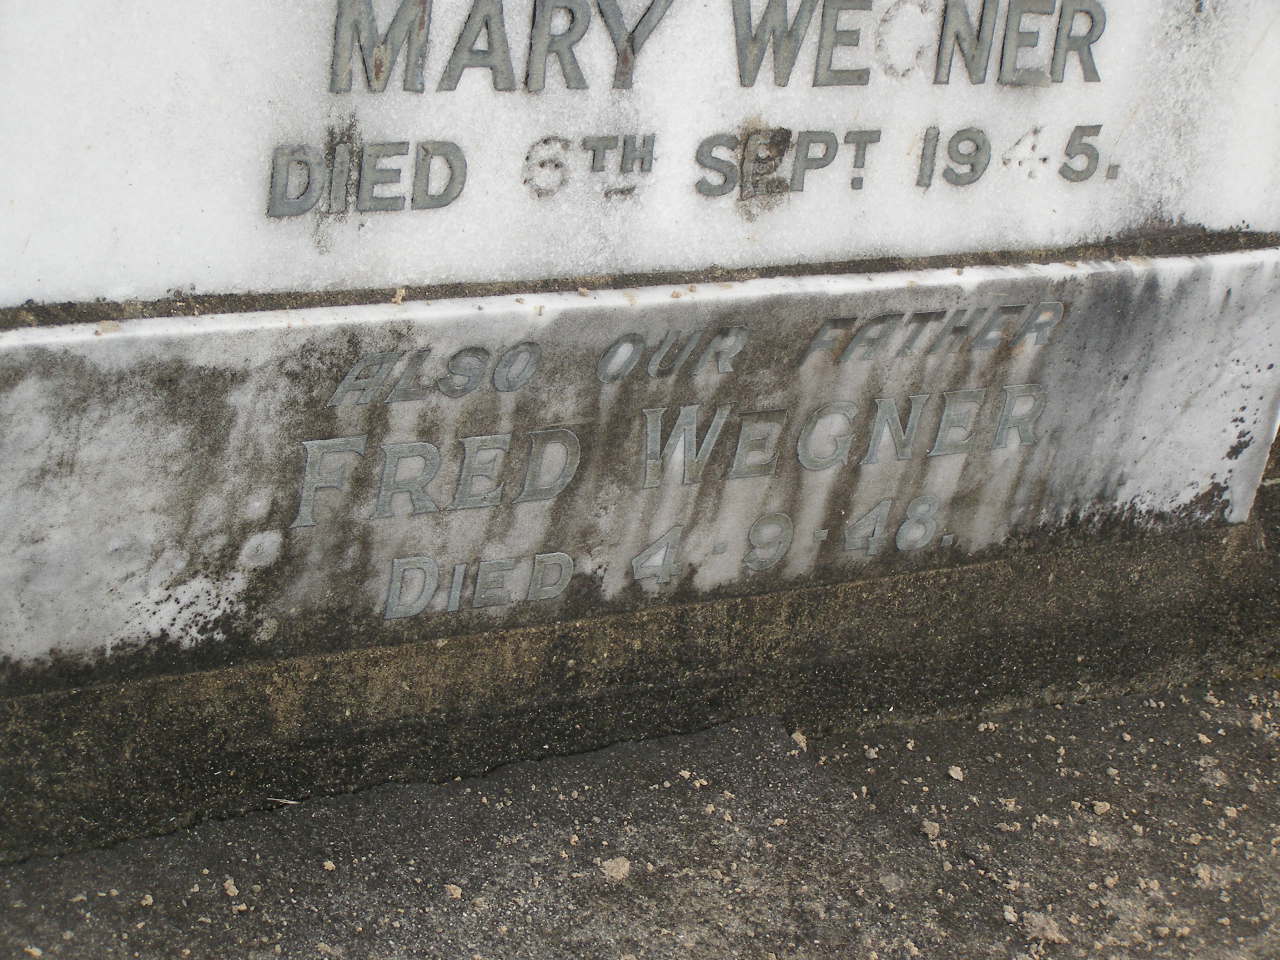 MARY WEGNER
DIED 6TH SEPT. 1945.
ALSO OUR FATHER
FRED WEGNER
DIED 4-9-48.